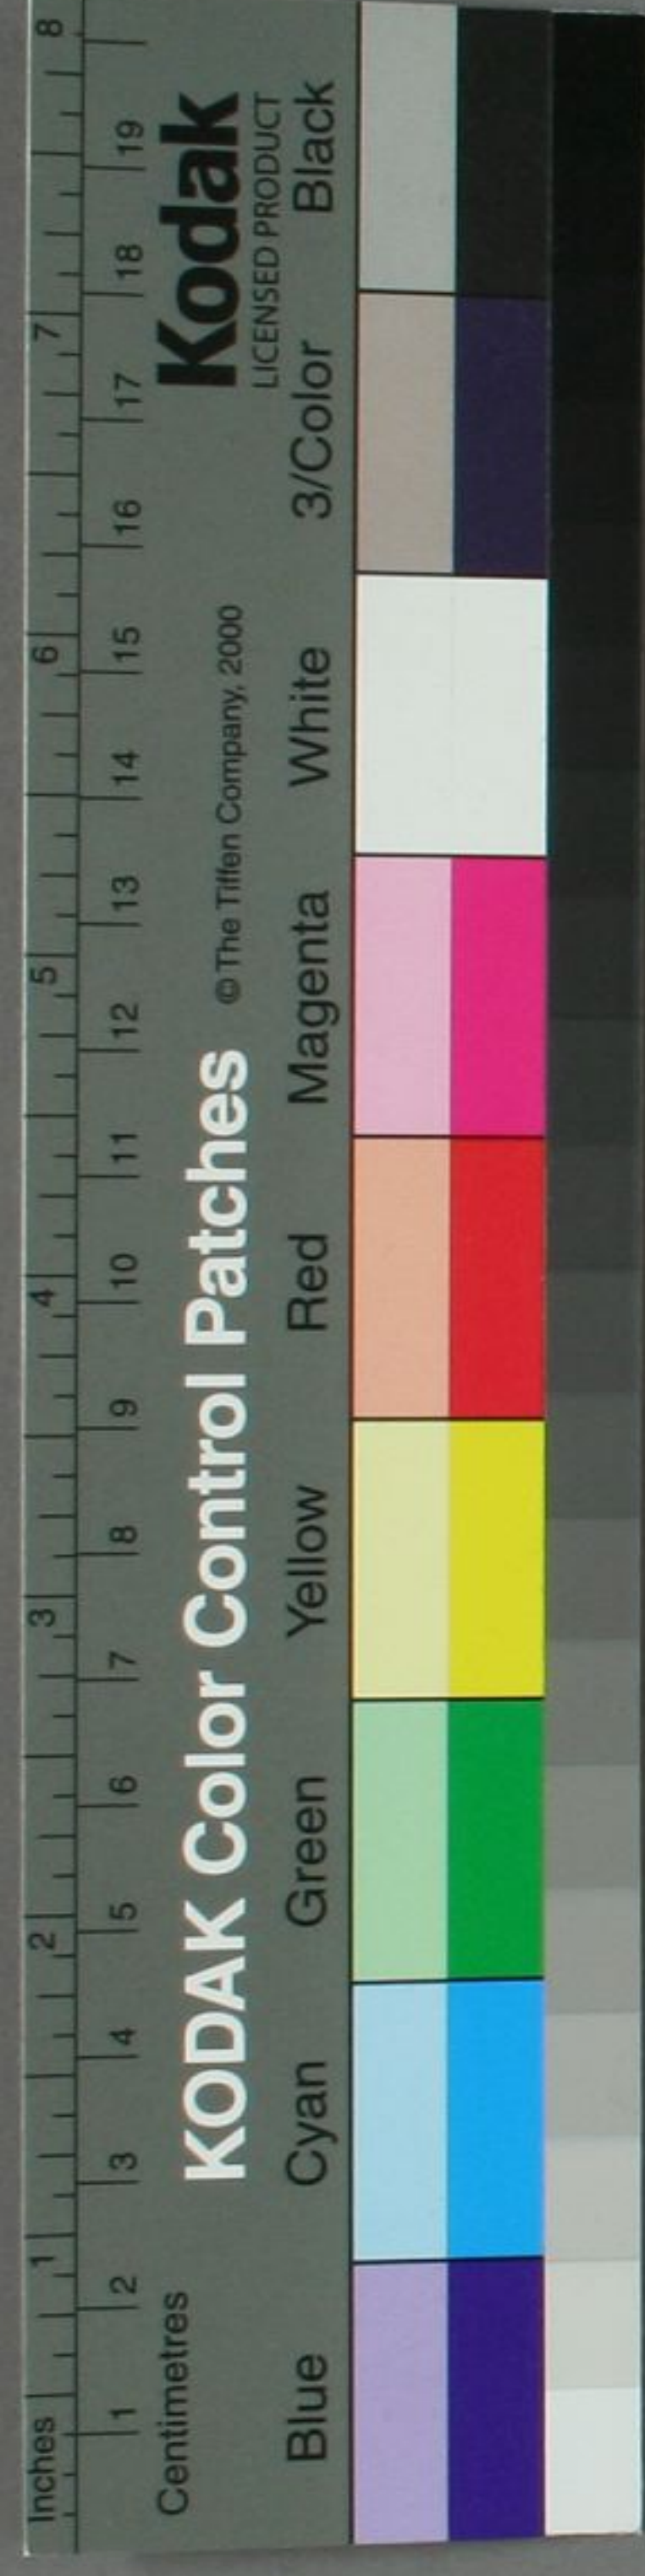 Inches 1 2 3 4 5 6 7 8
1 2 3 4 5 6 7 8 9 10 11 12 13 14 15 16 17 18 19
Centimetres
KODAK Color Control Patches © The Tiffen Company, 2000 Kodak
LICENSED PRODUCT
Blue Cyan Green Yellow Red Magenta White 3/Color Black